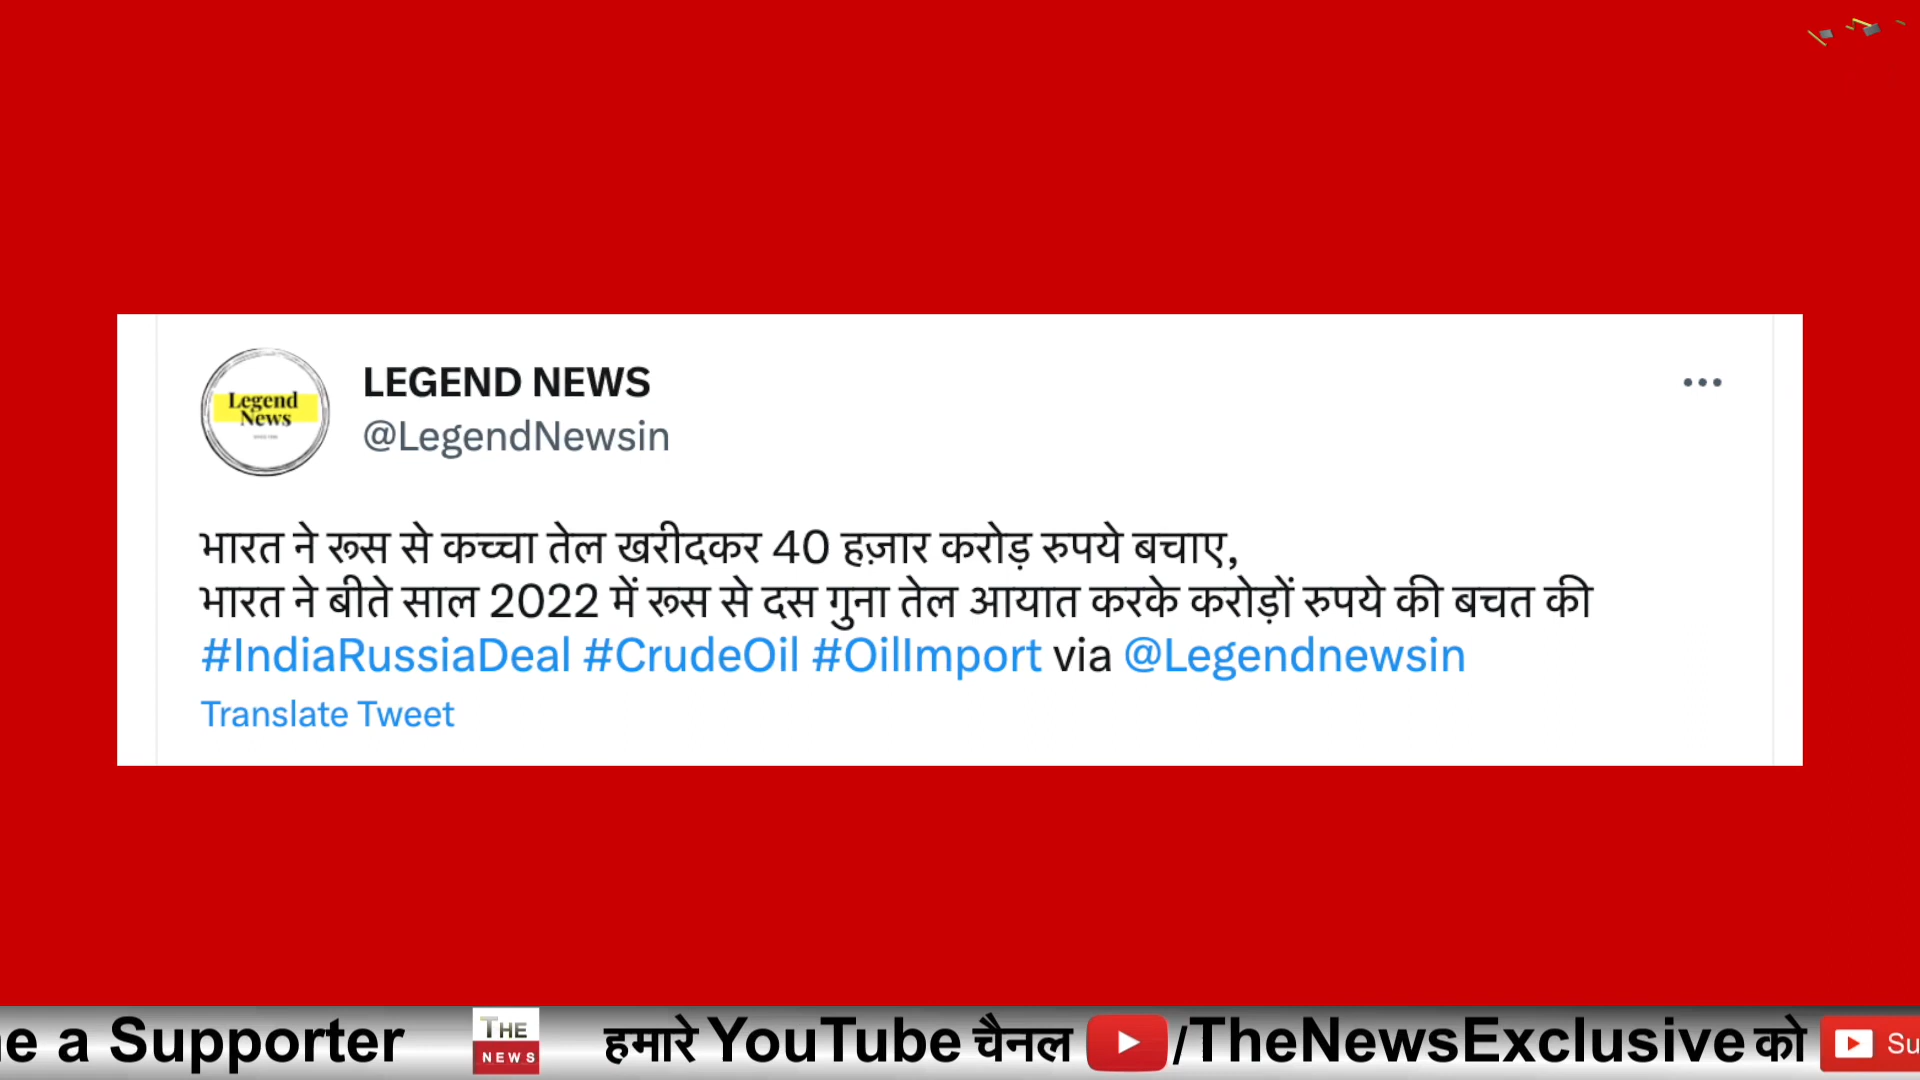 LEGEND NEWS
@LegendNewsin
Legend
News
भारत ने रूस से कच्चा तेल खरीदकर 40 हज़ार करोड़ रुपये बचाए,
भारत ने बीते साल 2022 में रूस से दस गुना तेल आयात करके करोड़ों रुपये की बचत की
#IndiaRussiaDeal #CrudeOil #OilImport via @Legendnewsin
Translate Tweet
e a Supporter THE NEWS हमारे YouTube चैनल /TheNewsExclusive को Su